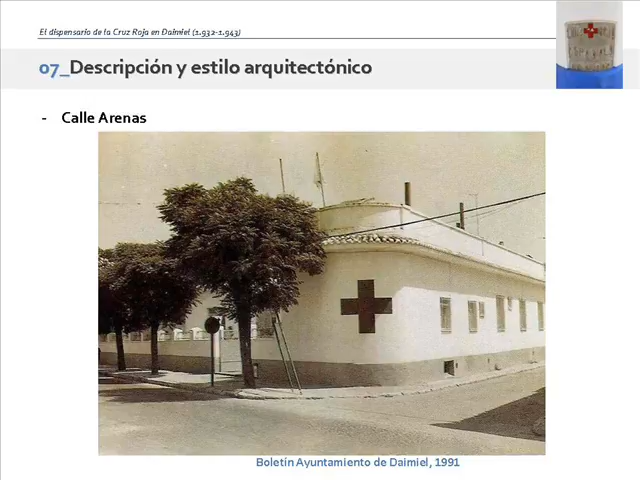 El dispensario de la Cruz Roja en Daimiel (1.932-1.943)
07_Descripción y estilo arquitectónico
- Calle Arenas
Boletín Ayuntamiento de Daimiel, 1991